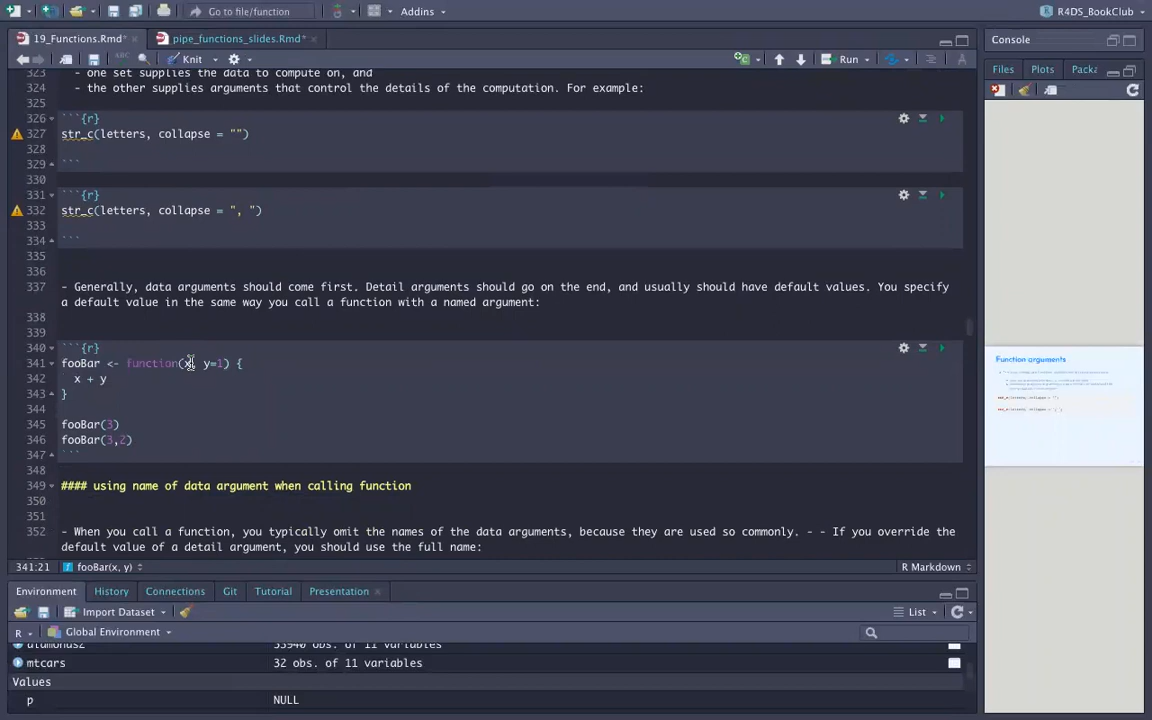 Go to file/function
Addins
R4DS_BookClub
19_Functions.Rmd*
pipe_functions_slides.Rmd*
Console
ABC
Knit
Run
Files
Plots
Packa
323 - one set supplies the data to compute on, and
324 - the other supplies arguments that control the details of the computation. For example:
325
326 ```{r}
327 str_c(letters, collapse = "")
328
329 ```
330
331 ```{r}
332 str_c(letters, collapse = ", ")
333
334 ```
335
336
337 - Generally, data arguments should come first. Detail arguments should go on the end, and usually should have default values. You specify
a default value in the same way you call a function with a named argument:
338
339
340 ```{r}
341 fooBar <- function(x, y=1) {
342 x + y
343 }
344
345 fooBar(3)
346 fooBar(3,2)
347 ```
348
349 #### using name of data argument when calling function
350
351
352 - When you call a function, you typically omit the names of the data arguments, because they are used so commonly. - - If you override the
default value of a detail argument, you should use the full name:
Function arguments
341:21
fooBar(x, y)
R Markdown
Environment
History
Connections
Git
Tutorial
Presentation
Import Dataset
List
R
Global Environment
diamonds2 53940 obs. of 11 variables
mtcars 32 obs. of 11 variables
Values
p NULL